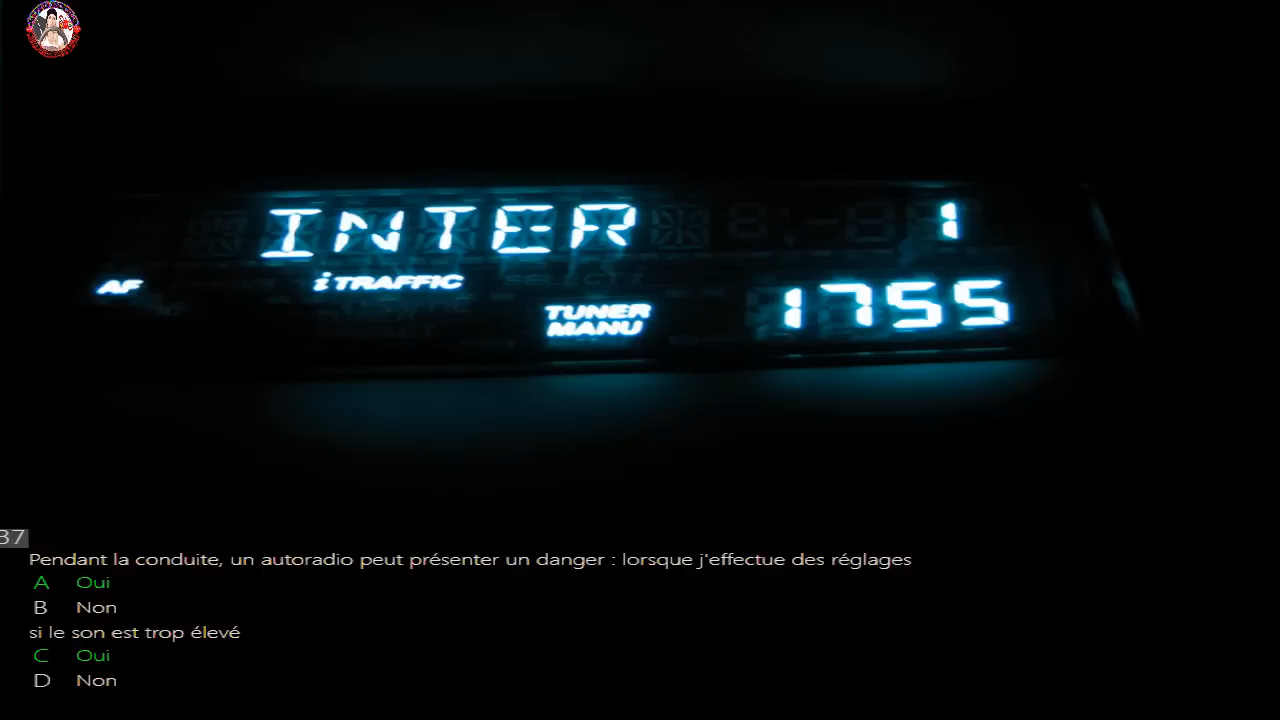 INTER 1
AF i TRAFFIC
TUNER
MANU 1755
37
Pendant la conduite, un autoradio peut présenter un danger : lorsque j'effectue des réglages
A Oui
B Non
si le son est trop élevé
C Oui
D Non